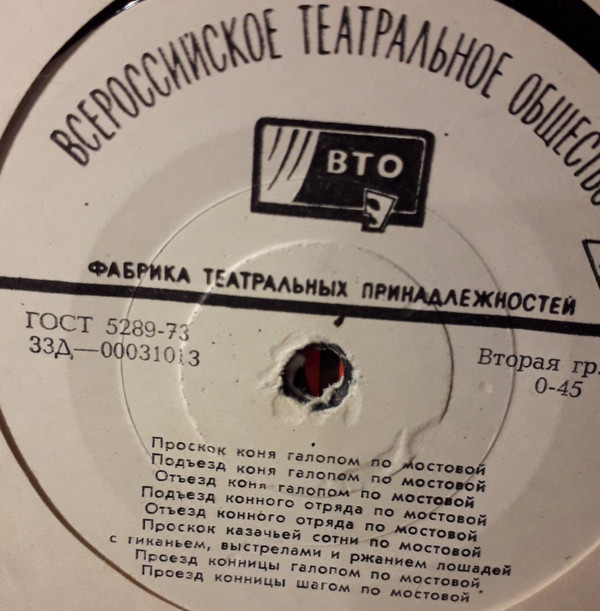 ВСЕРОССИЙСКОЕ ТЕАТРАЛЬНОЕ ОБЩЕСТВО
ВТО
ФАБРИКА ТЕАТРАЛЬНЫХ ПРИНАДЛЕЖНОСТЕЙ
ГОСТ 5289-73
33Д—00031013
Вторая гр.
0-45
Проскок коня галопом по мостовой
Подъезд коня галопом по мостовой
Отъезд коня галопом по мостовой
Подъезд конного отряда по мостовой
Отъезд конного отряда по мостовой
Проскок казачьей сотни по мостовой
с гиканьем, выстрелами и ржанием лошадей
Проезд конницы галопом по мостовой
Проезд конницы шагом по мостовой